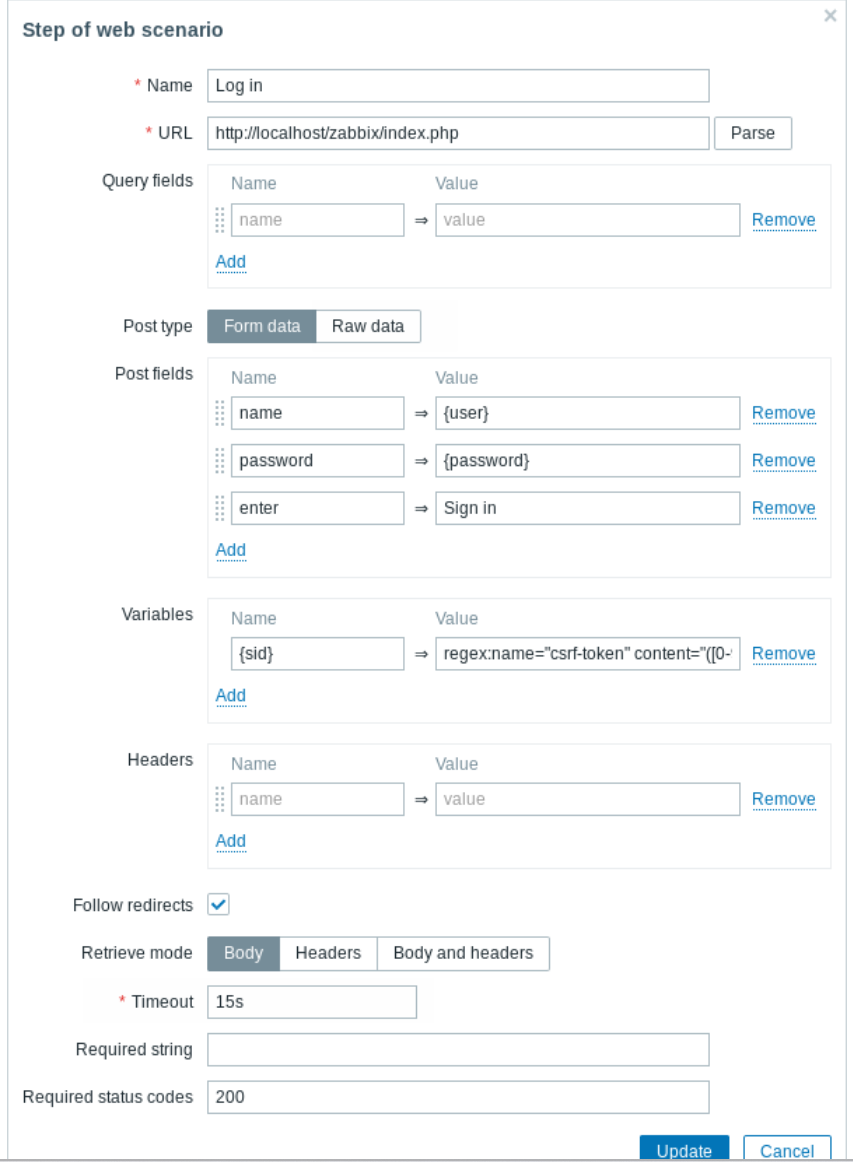 ×
Step of web scenario
* Name Log in
* URL http://localhost/zabbix/index.php Parse
Query fields Name Value
name ⇒ value Remove
Add
Post type Form data Raw data
Post fields Name Value
name ⇒ {user} Remove
password ⇒ {password} Remove
enter ⇒ Sign in Remove
Add
Variables Name Value
{sid} ⇒ regex:name="csrf-token" content="([0- Remove
Add
Headers Name Value
name ⇒ value Remove
Add
Follow redirects
Retrieve mode Body Headers Body and headers
* Timeout 15s
Required string
Required status codes 200
Update Cancel